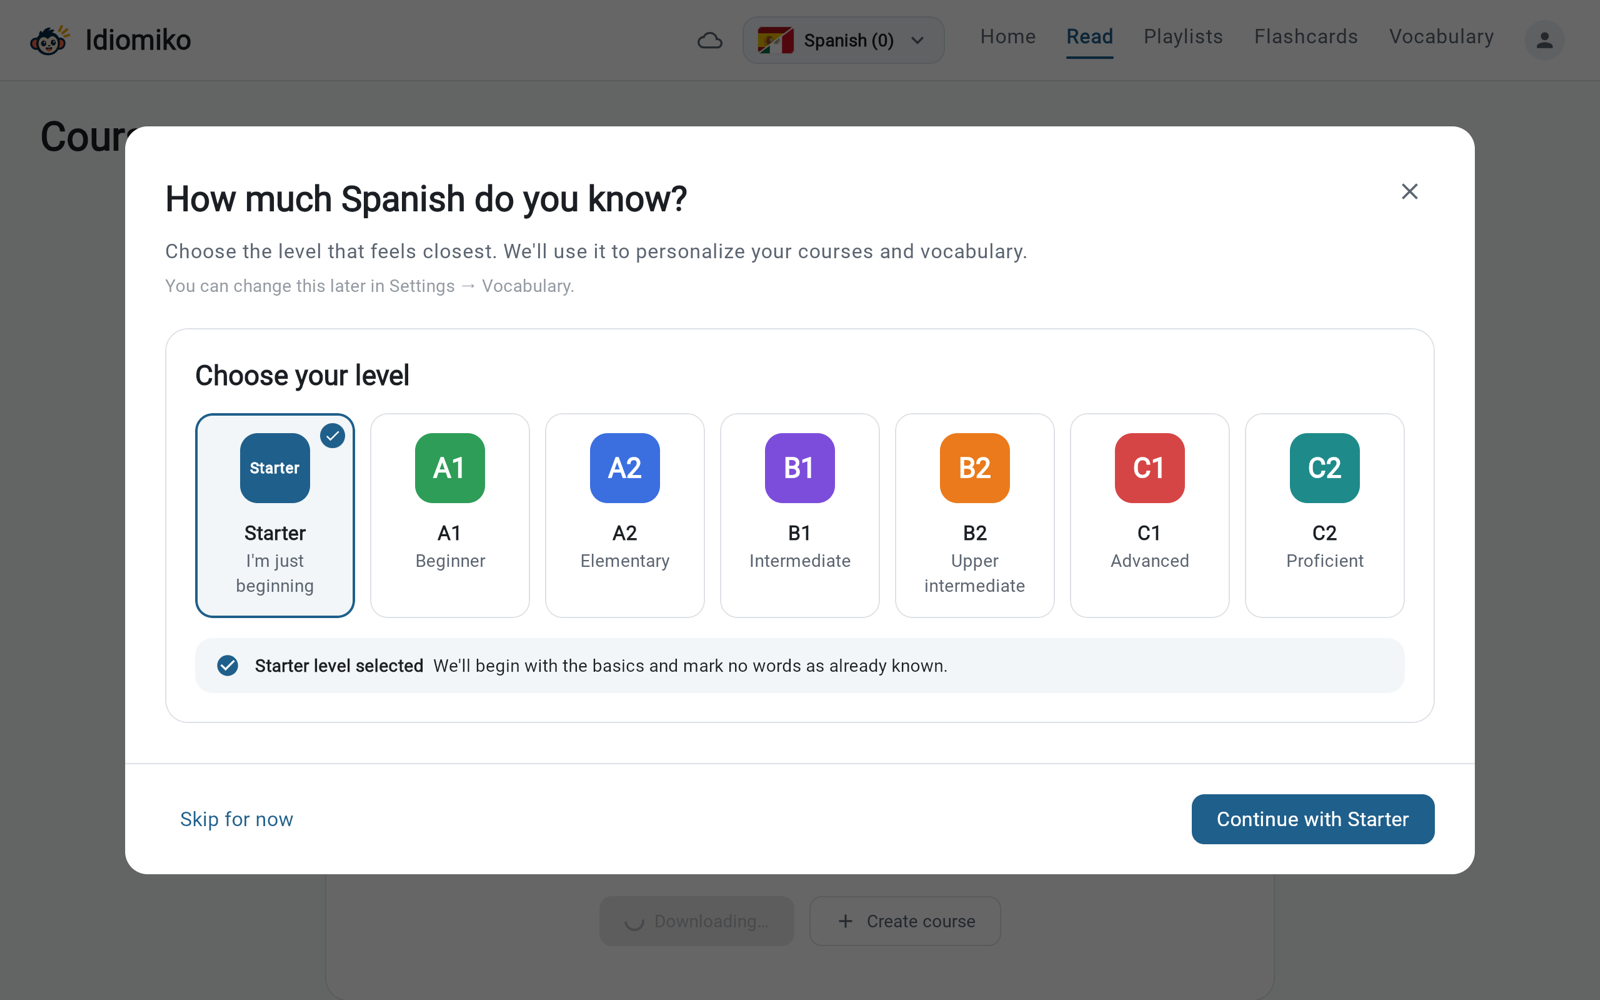 Idiomiko
Spanish (0)
Home
Read
Playlists
Flashcards
Vocabulary
How much Spanish do you know?
Choose the level that feels closest. We'll use it to personalize your courses and vocabulary.
You can change this later in Settings → Vocabulary.
Choose your level
Starter
Starter
I'm just
beginning
A1
A1
Beginner
A2
A2
Elementary
B1
B1
Intermediate
B2
B2
Upper
intermediate
C1
C1
Advanced
C2
C2
Proficient
Starter level selected We'll begin with the basics and mark no words as already known.
Skip for now
Continue with Starter
Downloading...
+ Create course